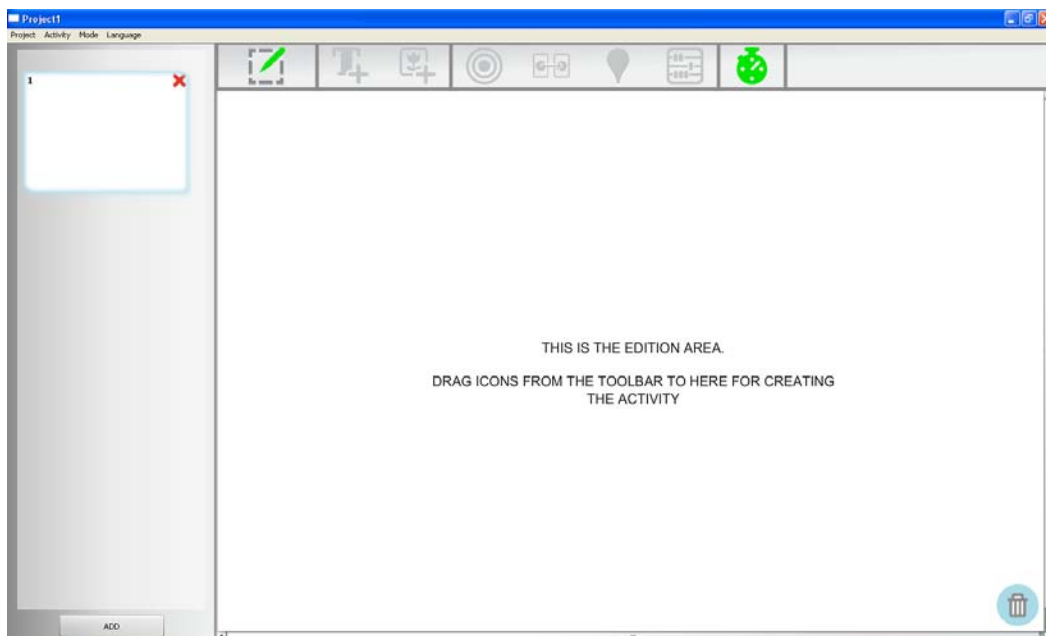 Project1
Project Activity Mode Language
1
THIS IS THE EDITION AREA.
DRAG ICONS FROM THE TOOLBAR TO HERE FOR CREATING
THE ACTIVITY
ADD